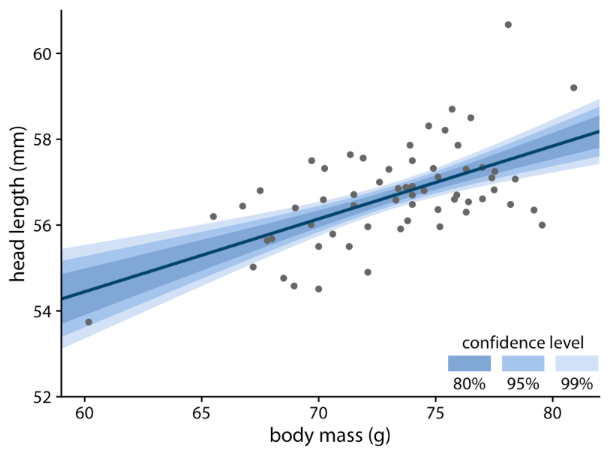 head length (mm)
60
58
56
54
52
confidence level
80% 95% 99%
60 65 70 75 80
body mass (g)